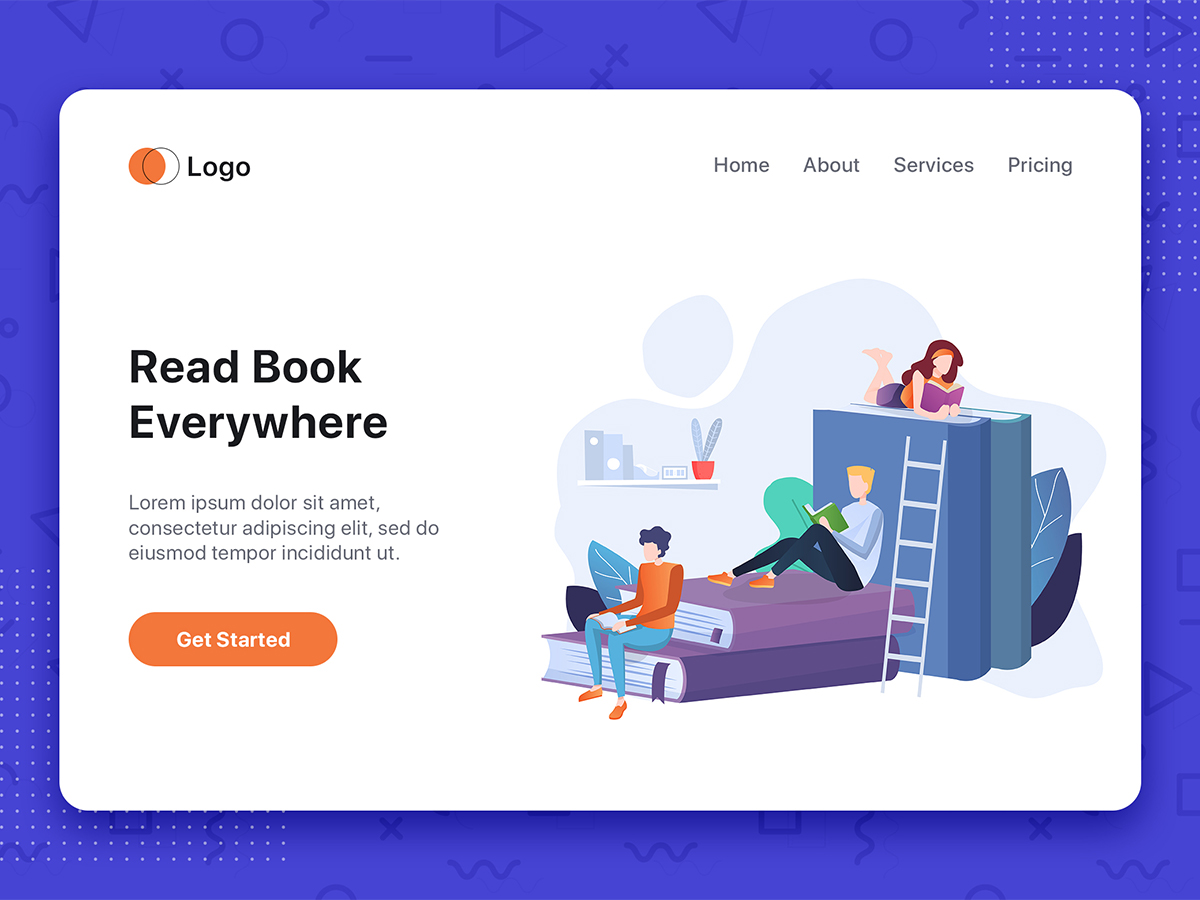 Logo
Home About Services Pricing
Read Book
Everywhere
Lorem ipsum dolor sit amet,
consectetur adipiscing elit, sed do
eiusmod tempor incididunt ut.
Get Started